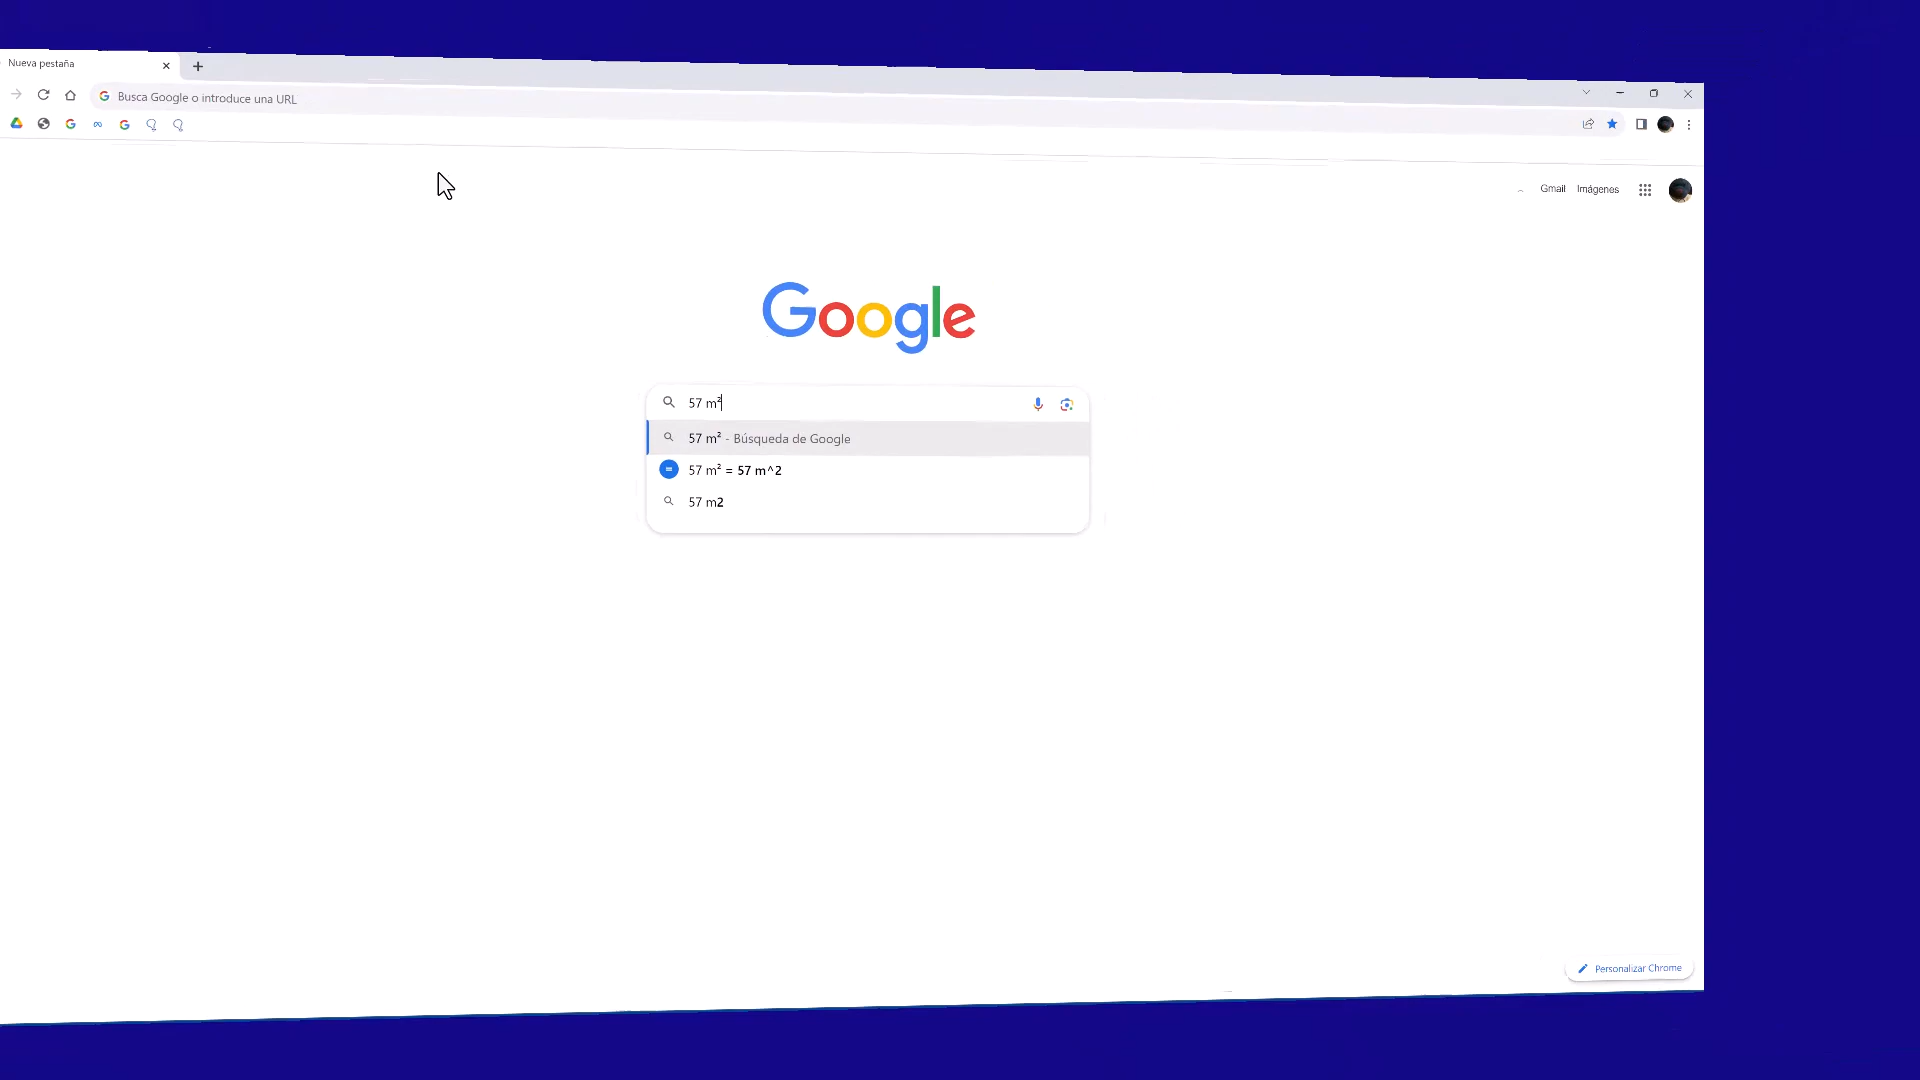 Nueva pestaña
Busca Google o introduce una URL
Gmail Imágenes
Google
57 m²
57 m² - Búsqueda de Google
57 m² = 57 m^2
57 m2
Personalizar Chrome